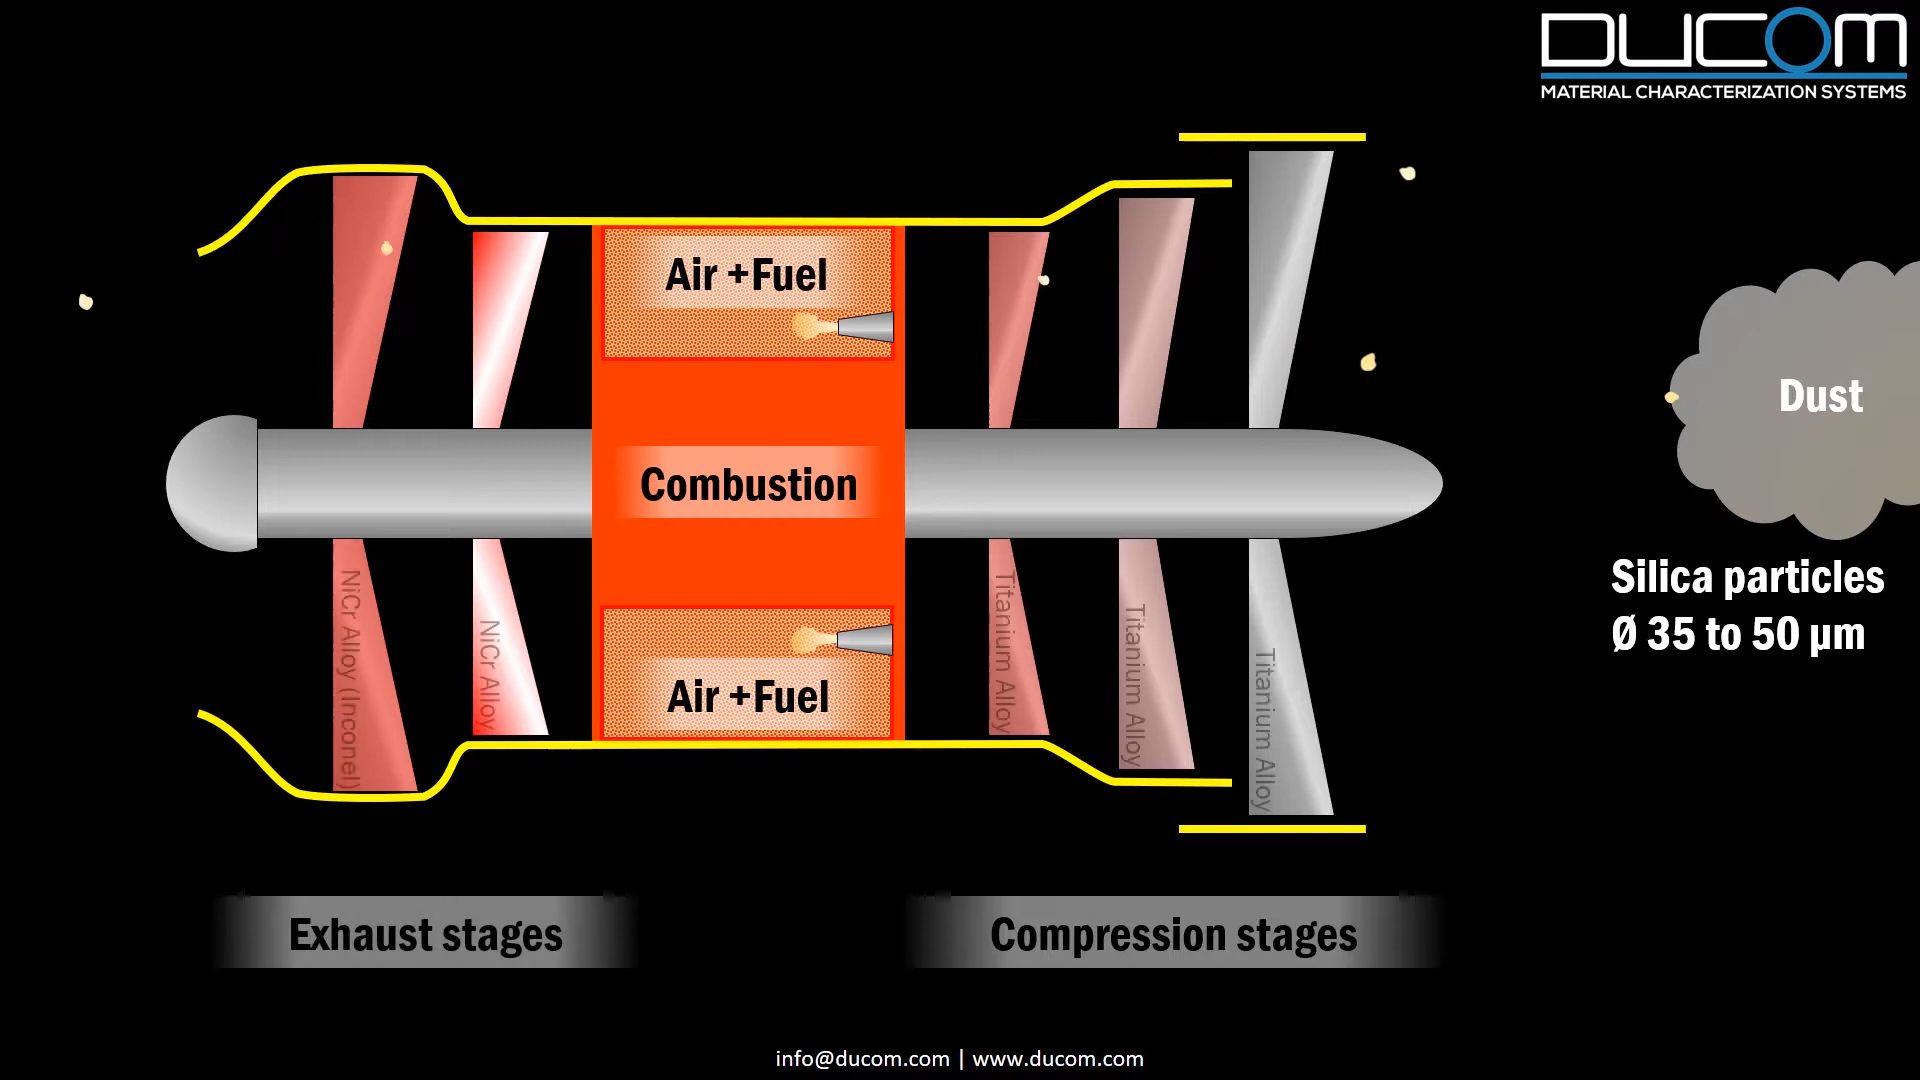 DUCOM
MATERIAL CHARACTERIZATION SYSTEMS
Air +Fuel
Dust
Combustion
Silica particles
Ø 35 to 50 µm
NiCr Alloy (Inconel)
NiCr Alloy
Titanium Alloy
Titanium Alloy
Titanium Alloy
Air +Fuel
Exhaust stages
Compression stages
info@ducom.com | www.ducom.com